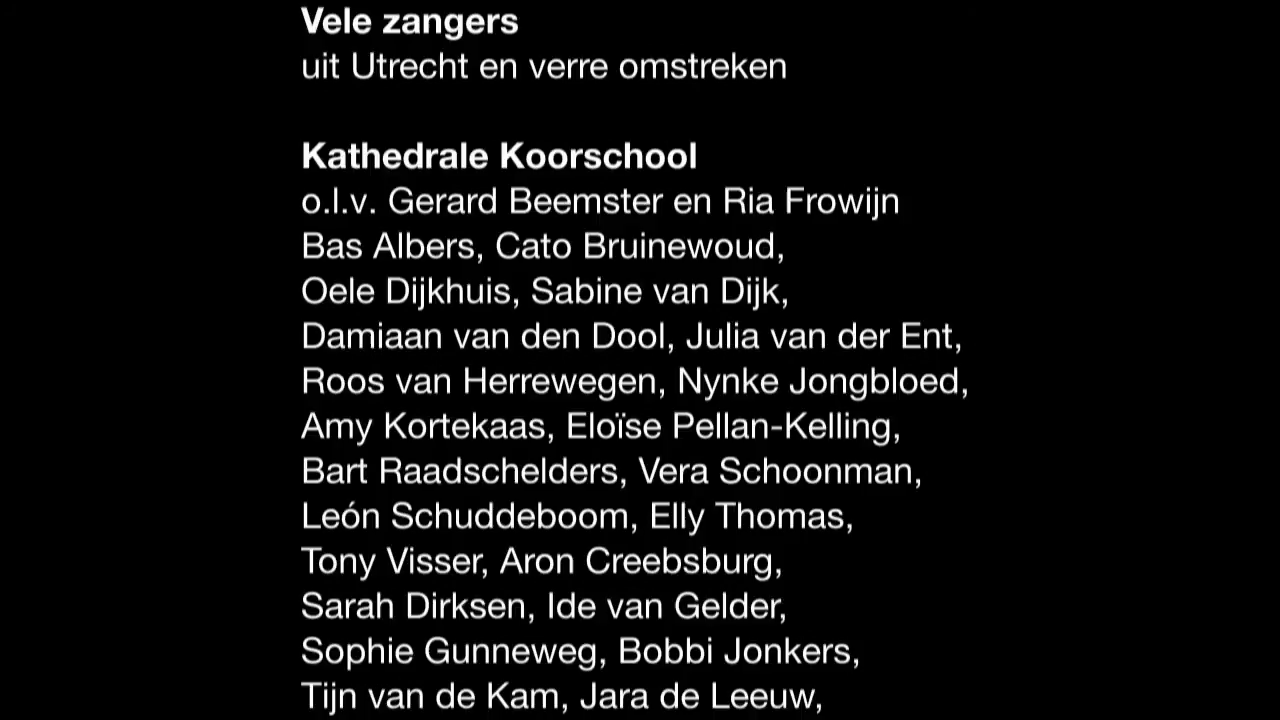 Vele zangers
uit Utrecht en verre omstreken
Kathedrale Koorschool
o.l.v. Gerard Beemster en Ria Frowijn
Bas Albers, Cato Bruinewoud,
Oele Dijkhuis, Sabine van Dijk,
Damiaan van den Dool, Julia van der Ent,
Roos van Herrewegen, Nynke Jongbloed,
Amy Kortekaas, Eloïse Pellan-Kelling,
Bart Raadschelders, Vera Schoonman,
León Schuddeboom, Elly Thomas,
Tony Visser, Aron Creebsburg,
Sarah Dirksen, Ide van Gelder,
Sophie Gunneweg, Bobbi Jonkers,
Tijn van de Kam, Jara de Leeuw,